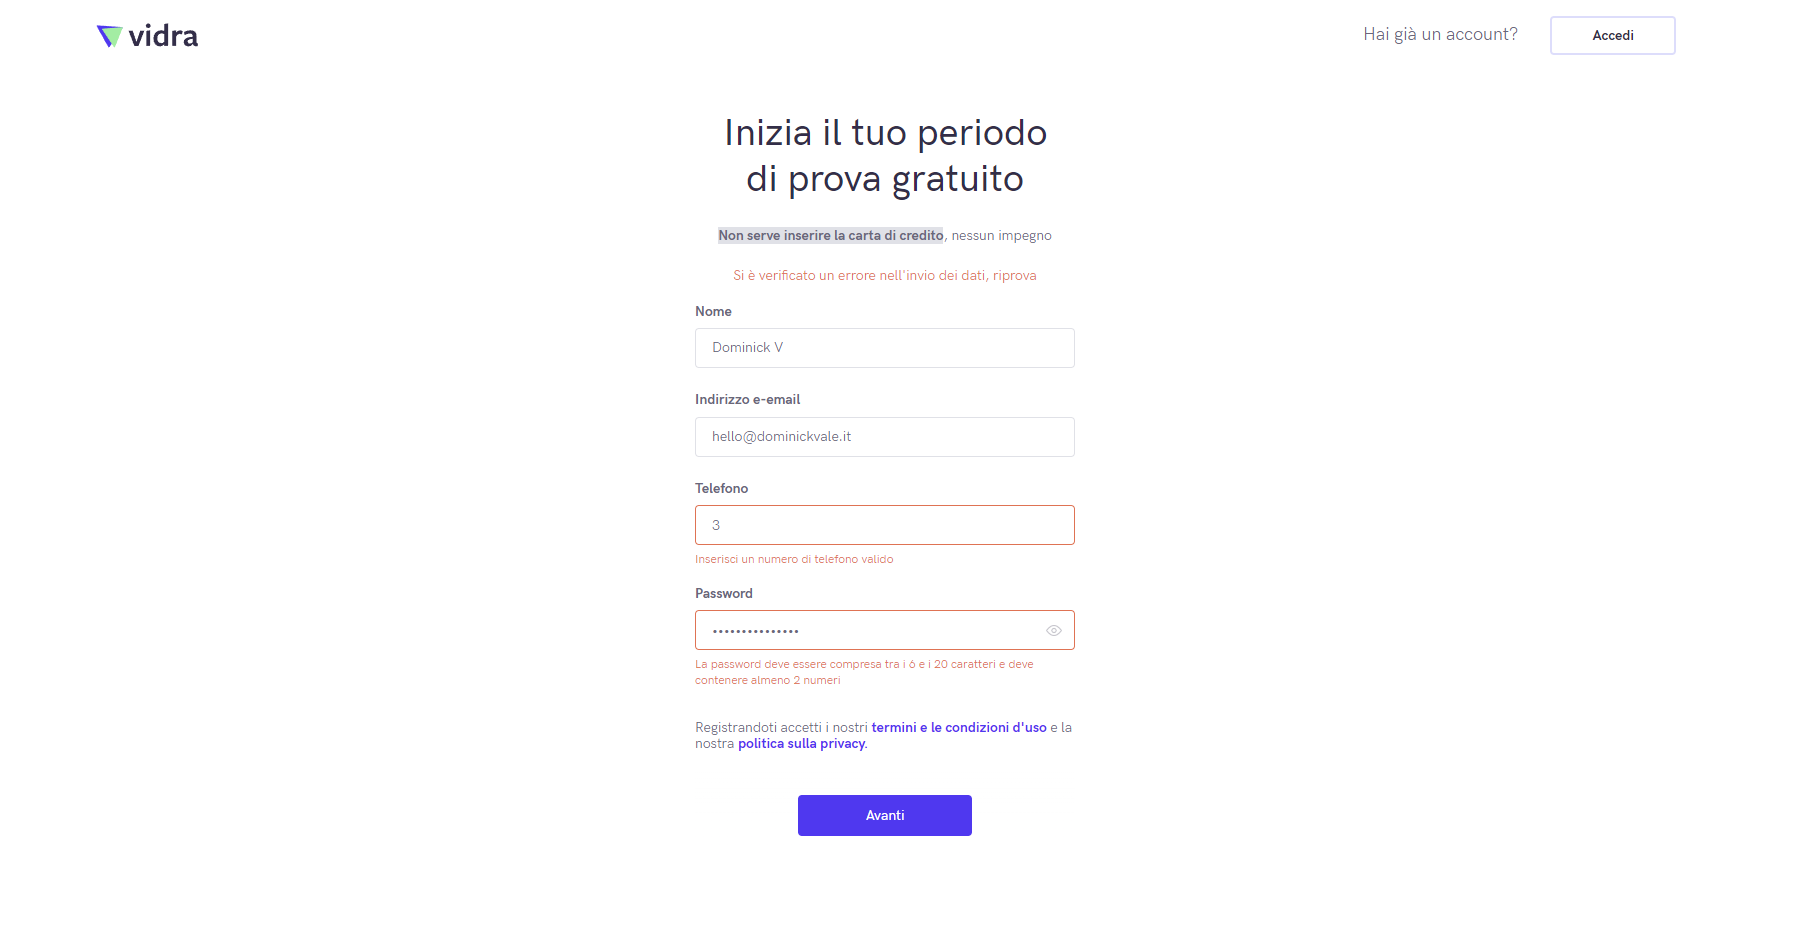 vidra
Hai già un account?
Accedi
Inizia il tuo periodo
di prova gratuito
Non serve inserire la carta di credito, nessun impegno
Si è verificato un errore nell'invio dei dati, riprova
Nome
Dominick V
Indirizzo e-email
hello@dominickvale.it
Telefono
3
Inserisci un numero di telefono valido
Password
•••••••••••••••
La password deve essere compresa tra i 6 e i 20 caratteri e deve
contenere almeno 2 numeri
Registrandoti accetti i nostri termini e le condizioni d'uso e la
nostra politica sulla privacy.
Avanti